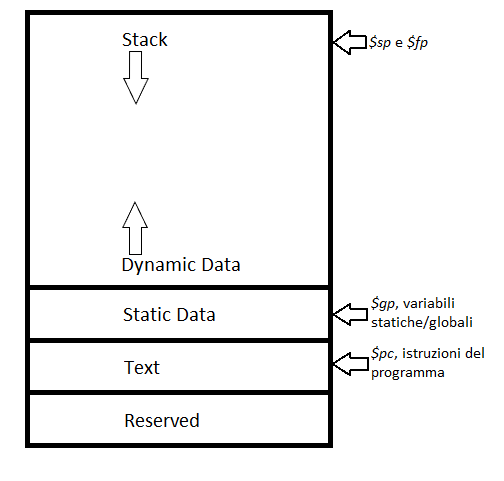 Stack
$sp e $fp
Dynamic Data
Static Data
$gp, variabili
statiche/globali
Text
$pc, istruzioni del
programma
Reserved